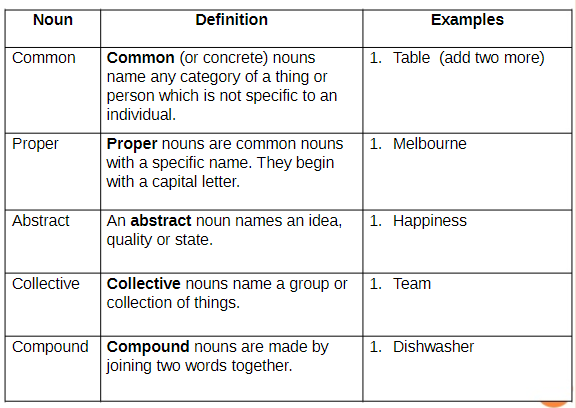 Noun Definition Examples
Common Common (or concrete) nouns 1. Table (add two more)
name any category of a thing or
person which is not specific to an
individual.
Proper Proper nouns are common nouns 1. Melbourne
with a specific name. They begin
with a capital letter.
Abstract An abstract noun names an idea, 1. Happiness
quality or state.
Collective Collective nouns name a group or 1. Team
collection of things.
Compound Compound nouns are made by 1. Dishwasher
joining two words together.